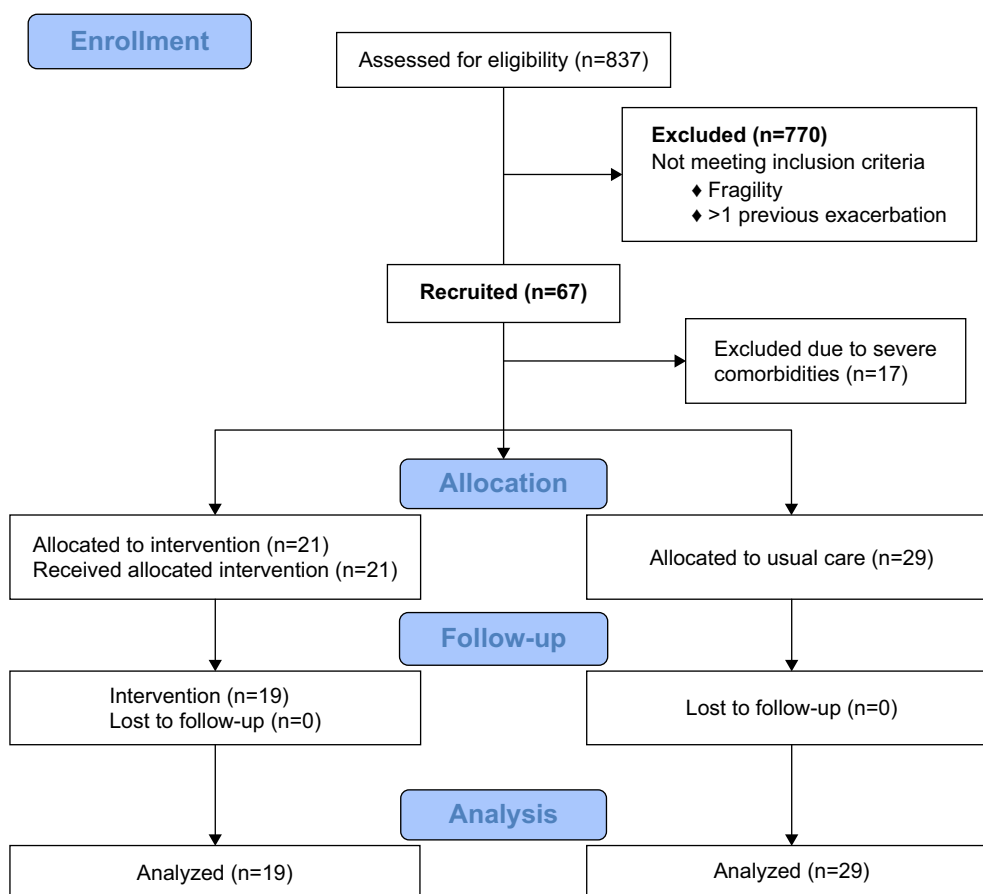 Enrollment
Assessed for eligibility (n=837)
Excluded (n=770)
Not meeting inclusion criteria
♦ Fragility
♦ >1 previous exacerbation
Recruited (n=67)
Excluded due to severe
comorbidities (n=17)
Allocation
Allocated to intervention (n=21)
Received allocated intervention (n=21)
Allocated to usual care (n=29)
Follow-up
Intervention (n=19)
Lost to follow-up (n=0)
Lost to follow-up (n=0)
Analysis
Analyzed (n=19)
Analyzed (n=29)